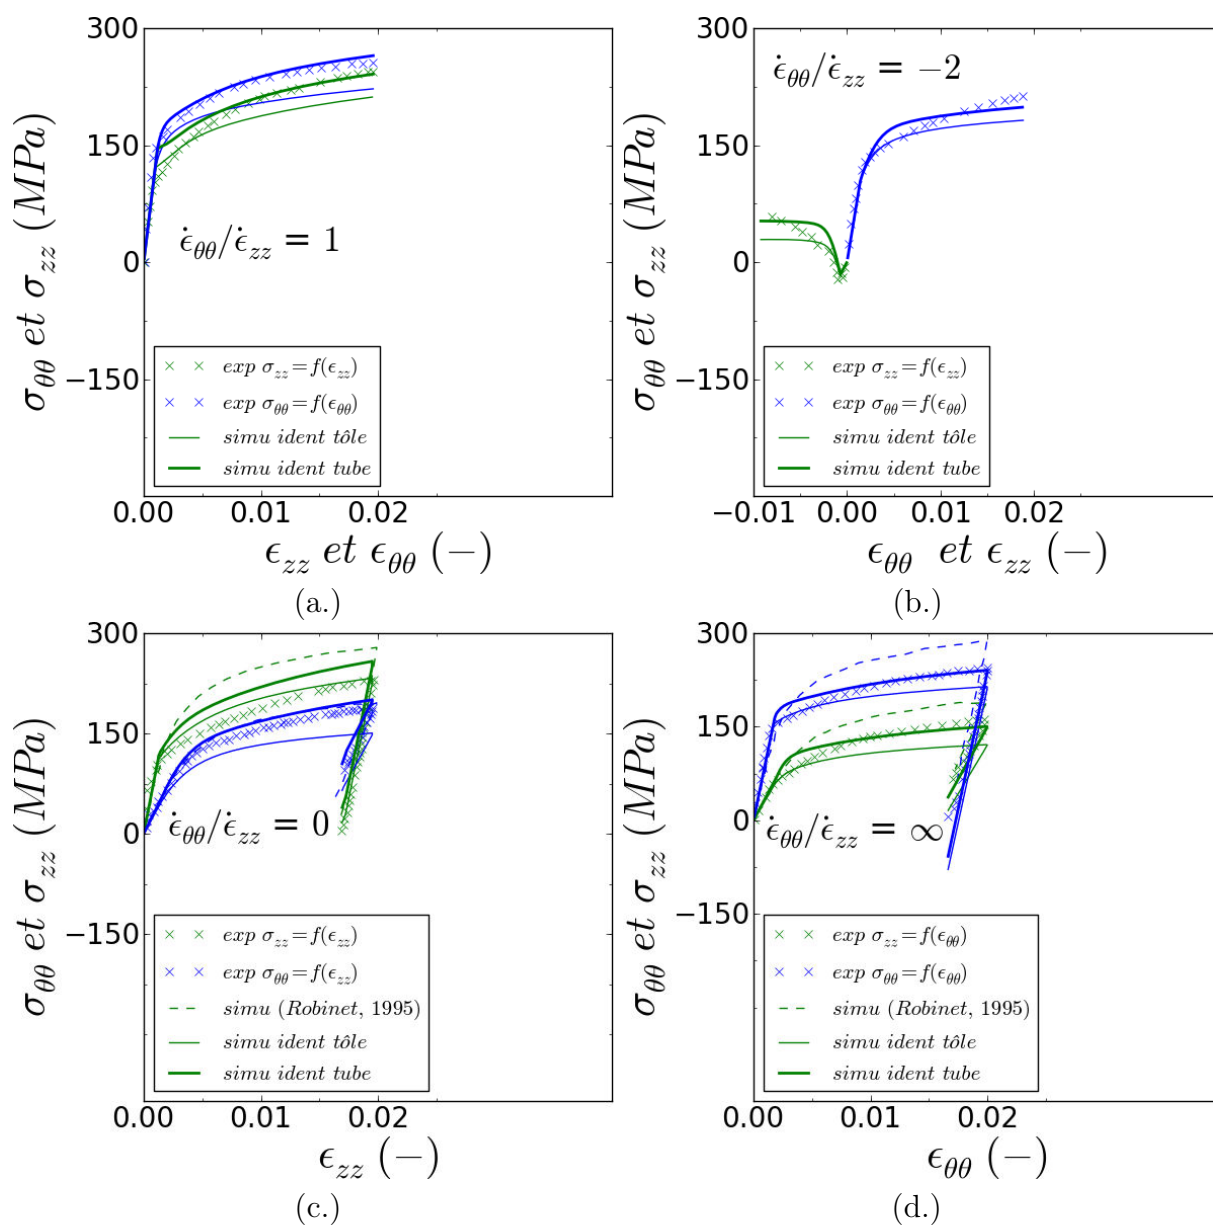 300
150
0
−150
σθθ et σzz (MPa)
ϵ̇θθ/ϵ̇zz = 1
exp σzz=f(ϵzz)
exp σθθ=f(ϵθθ)
simu ident tôle
simu ident tube
0.00 0.01 0.02
ϵzz et ϵθθ (−)
(a.)
300
150
0
−150
σθθ et σzz (MPa)
ϵ̇θθ/ϵ̇zz = −2
exp σzz=f(ϵzz)
exp σθθ=f(ϵθθ)
simu ident tôle
simu ident tube
−0.01 0.00 0.01 0.02
ϵθθ et ϵzz (−)
(b.)
300
150
0
−150
σθθ et σzz (MPa)
ϵ̇θθ/ϵ̇zz = 0
exp σzz=f(ϵzz)
exp σθθ=f(ϵzz)
simu (Robinet, 1995)
simu ident tôle
simu ident tube
0.00 0.01 0.02
ϵzz (−)
(c.)
300
150
0
−150
σθθ et σzz (MPa)
ϵ̇θθ/ϵ̇zz = ∞
exp σzz=f(ϵθθ)
exp σθθ=f(ϵθθ)
simu (Robinet, 1995)
simu ident tôle
simu ident tube
0.00 0.01 0.02
ϵθθ (−)
(d.)